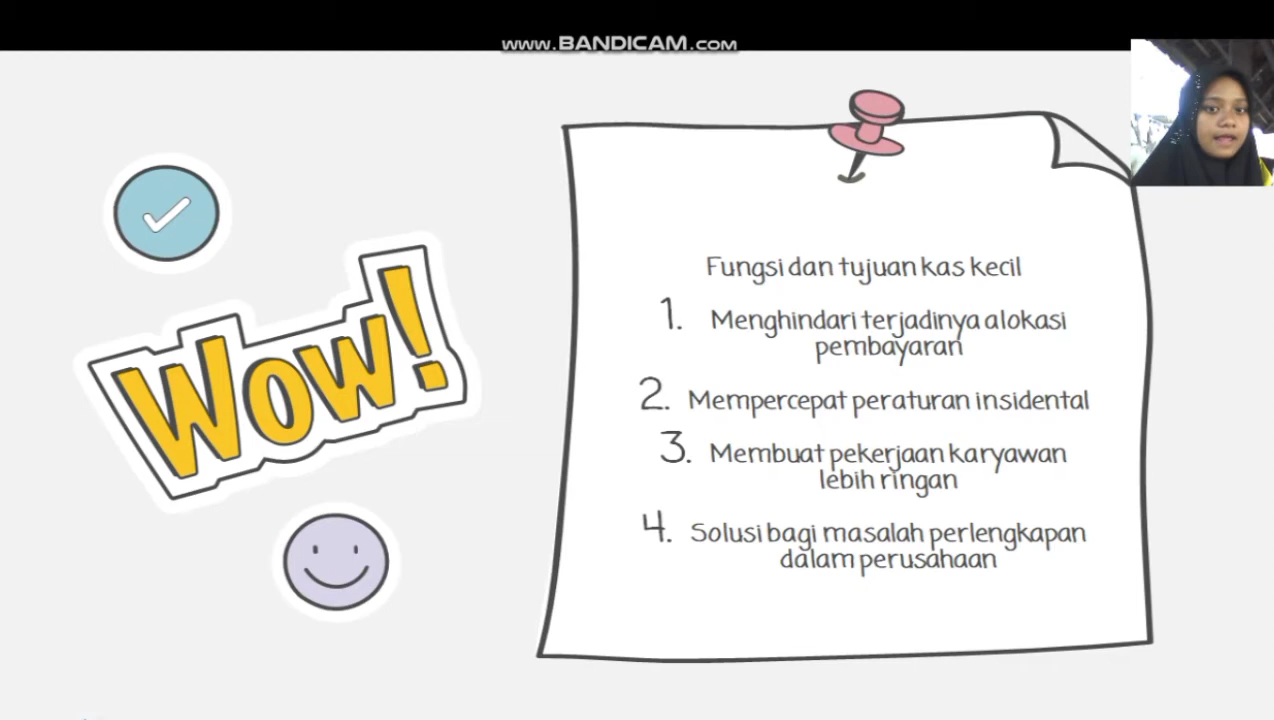 www.BANDICAM.com
Wow!
Fungsi dan tujuan kas kecil
1. Menghindari terjadinya alokasi
pembayaran
2. Mempercepat peraturan insidental
3. Membuat pekerjaan karyawan
lebih ringan
4. Solusi bagi masalah perlengkapan
dalam perusahaan